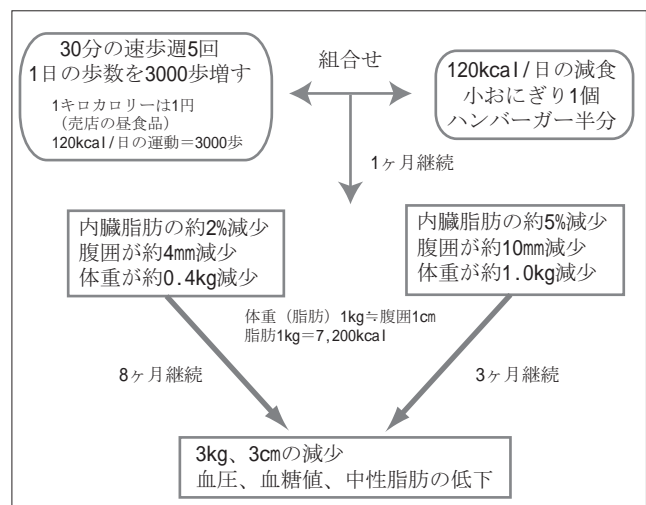 30分の速歩週5回
1日の歩数を3000歩増す
1キロカロリーは1円
(売店の昼食品)
120kcal/日の運動=3000歩
組合せ
120kcal/日の減食
小おにぎり1個
ハンバーガー半分
1ヶ月継続
内臓脂肪の約2%減少
腹囲が約4mm減少
体重が約0.4kg減少
内臓脂肪の約5%減少
腹囲が約10mm減少
体重が約1.0kg減少
体重(脂肪)1kg≒腹囲1cm
脂肪1kg=7,200kcal
8ヶ月継続
3ヶ月継続
3kg、3cmの減少
血圧、血糖値、中性脂肪の低下